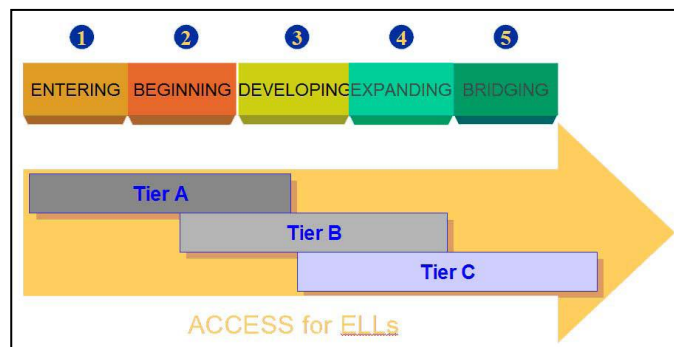 1 2 3 4 5
ENTERING BEGINNING DEVELOPING EXPANDING BRIDGING
Tier A
Tier B
Tier C
ACCESS for ELLs